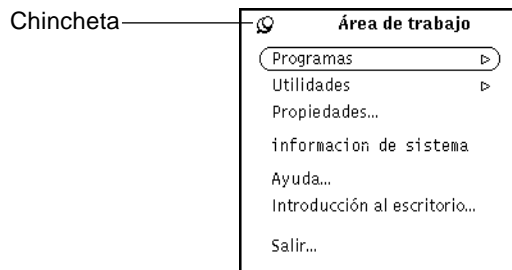 Chincheta
Área de trabajo
Programas
Utilidades
Propiedades...
informacion de sistema
Ayuda...
Introducción al escritorio...
Salir...